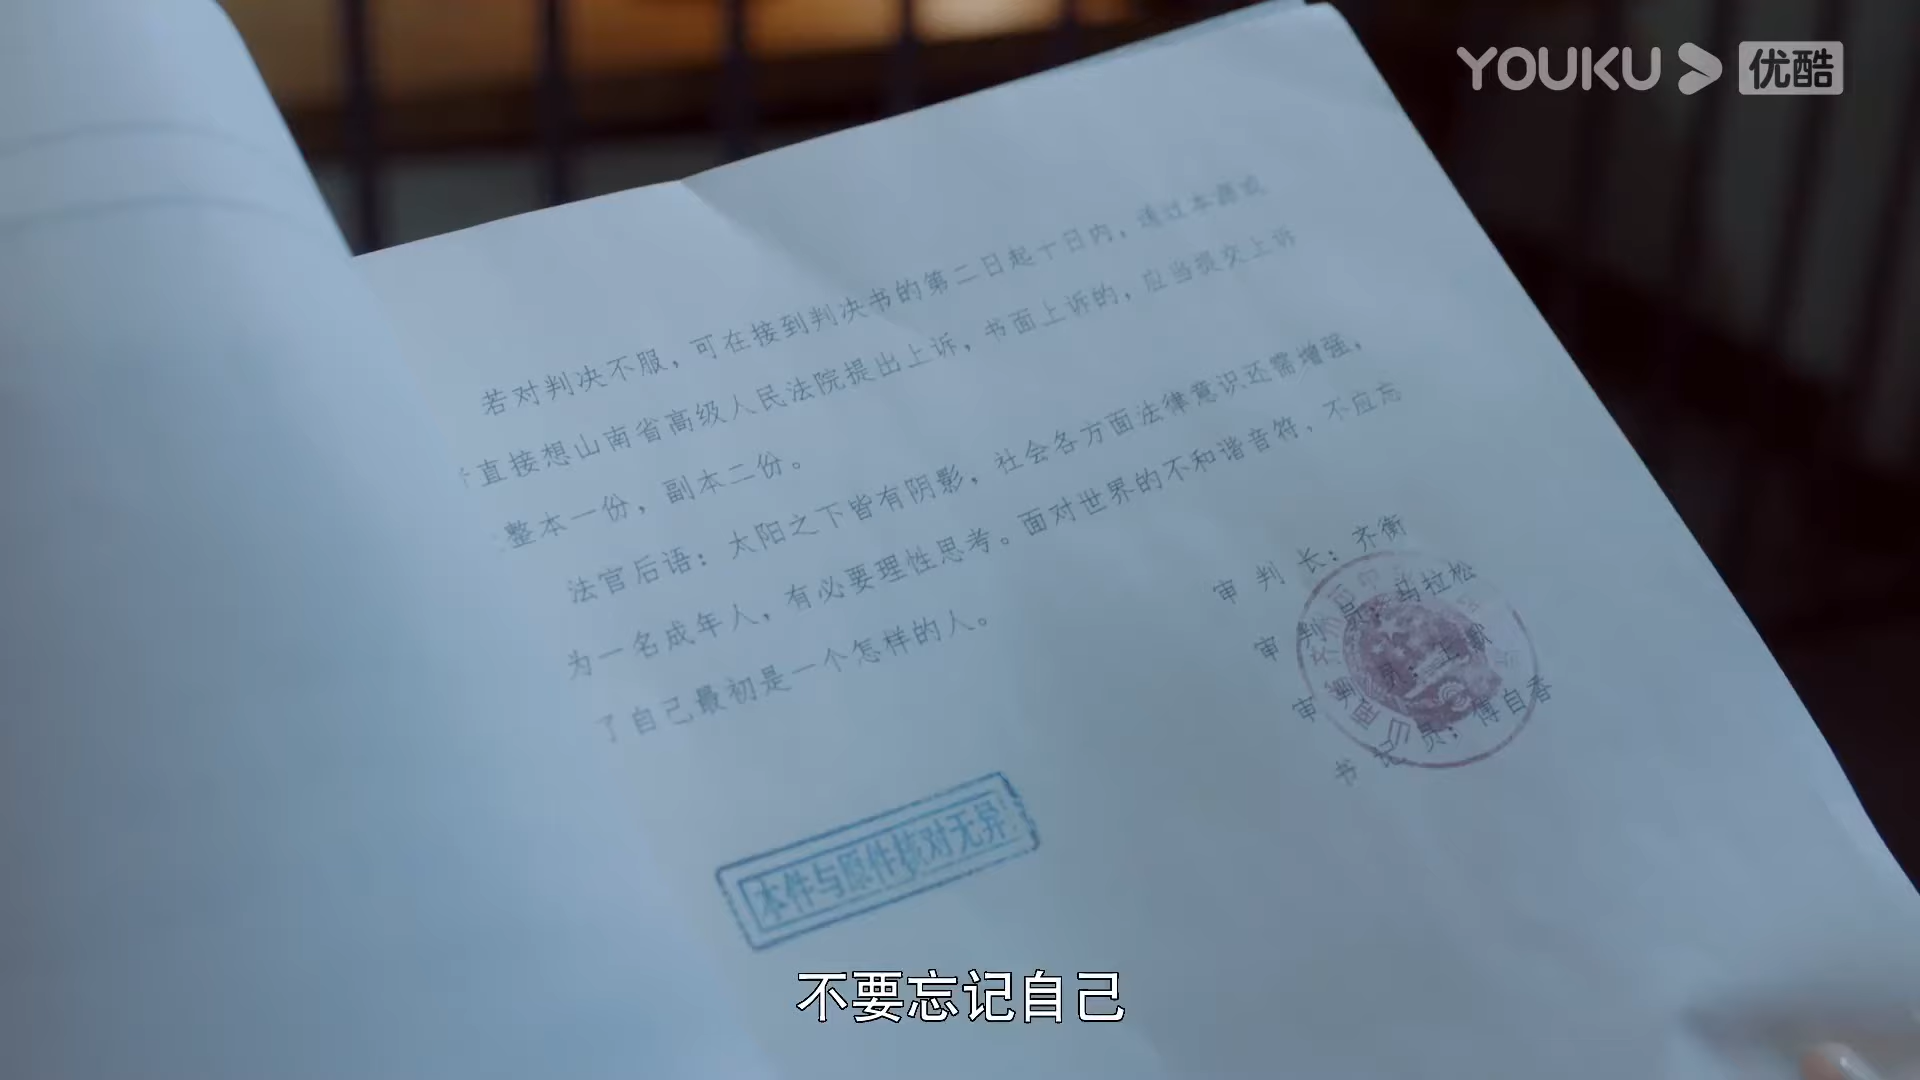 YOUKU 优酷
若对判决不服，可在接到判决书的第二日起十日内，通过本
直接想山南省高级人民法院提出上诉，书面上诉的，应当提交上诉
整本一份，副本二份。
法官后语：太阳之下皆有阴影，社会各方面法律意识还需增强，
为一名成年人，有必要理性思考。面对世界的不和谐音符，不应忘
了自己最初是一个怎样的人。
审 判 长：齐衡
审 判 员：马拉松
审 判 员：
书 记 员：傅自香
本件与原件核对无异
不要忘记自己